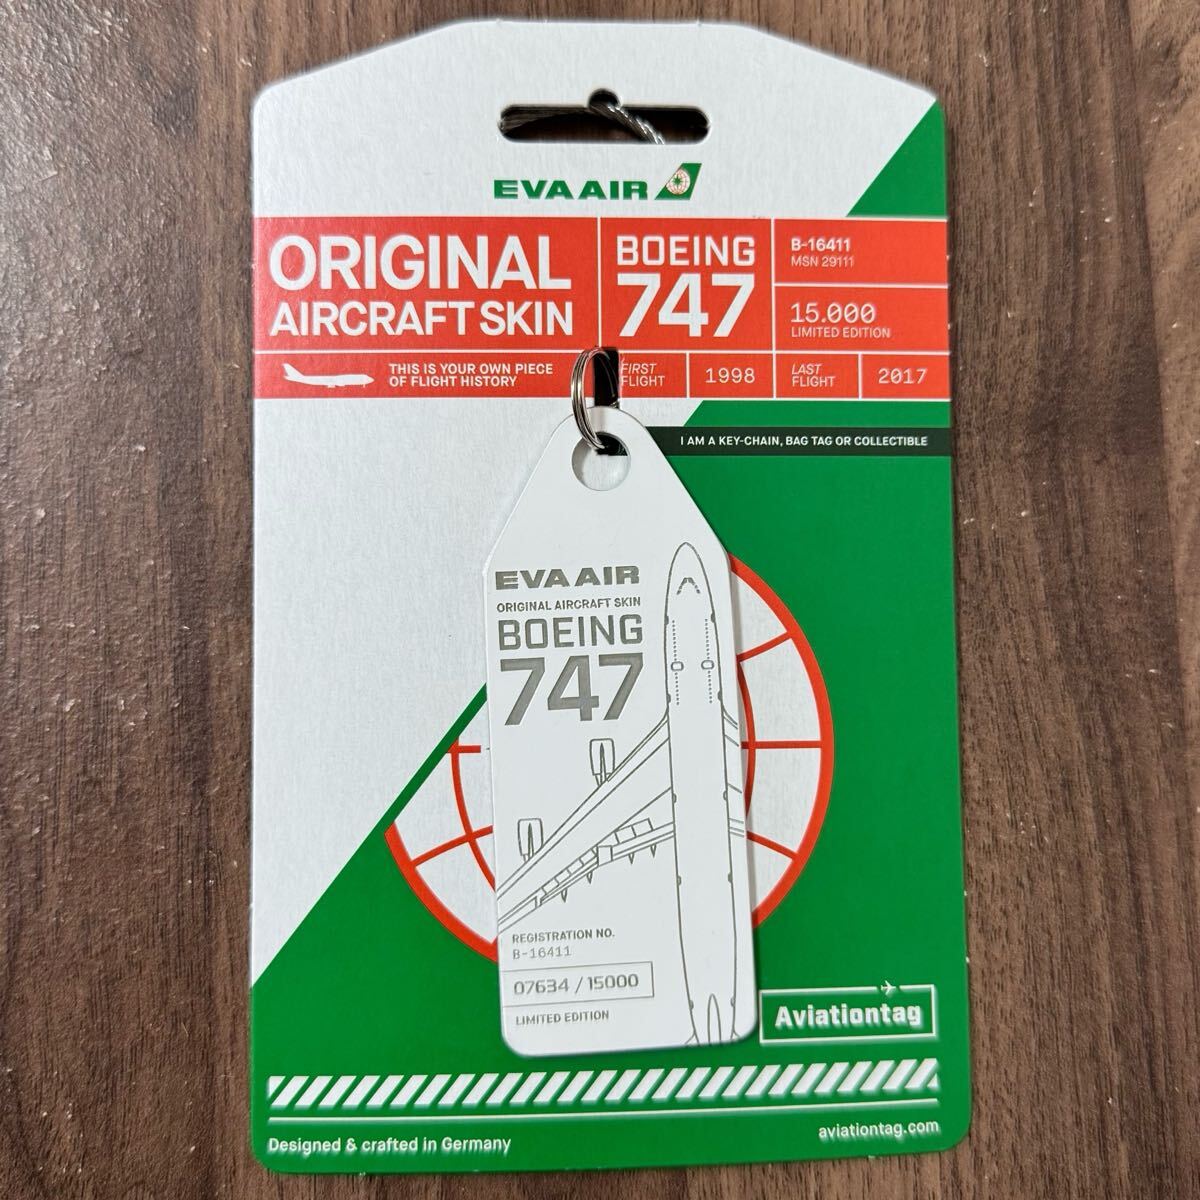 EVA AIR
ORIGINAL
AIRCRAFT SKIN
BOEING
747
B-16411
MSN 29111
15.000
LIMITED EDITION
THIS IS YOUR OWN PIECE
OF FLIGHT HISTORY
FIRST
FLIGHT
1998
LAST
FLIGHT
2017
I AM A KEY-CHAIN, BAG TAG OR COLLECTIBLE
EVA AIR
ORIGINAL AIRCRAFT SKIN
BOEING
747
REGISTRATION NO.
B-16411
07634 / 15000
LIMITED EDITION
Aviationtag
Designed & crafted in Germany
aviationtag.com